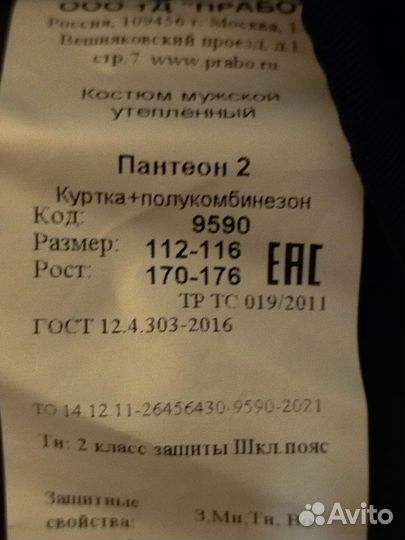 ООО ТД "ПРАБО"
Россия, 109456 г. Москва, 1
Вешняковский проезд, д.1,
стр.7 www.prabo.ru
Костюм мужской
утеплённый
Пантеон 2
Куртка+полукомбинезон
Код: 9590
Размер: 112-116
Рост: 170-176
EAC
ТР ТС 019/2011
ГОСТ 12.4.303-2016
ТО 14.12.11-26456430-9590-2021
Тн: 2 класс защиты Шкл.пояс
Защитные
свойства: З,Ми,Тн,
Avito